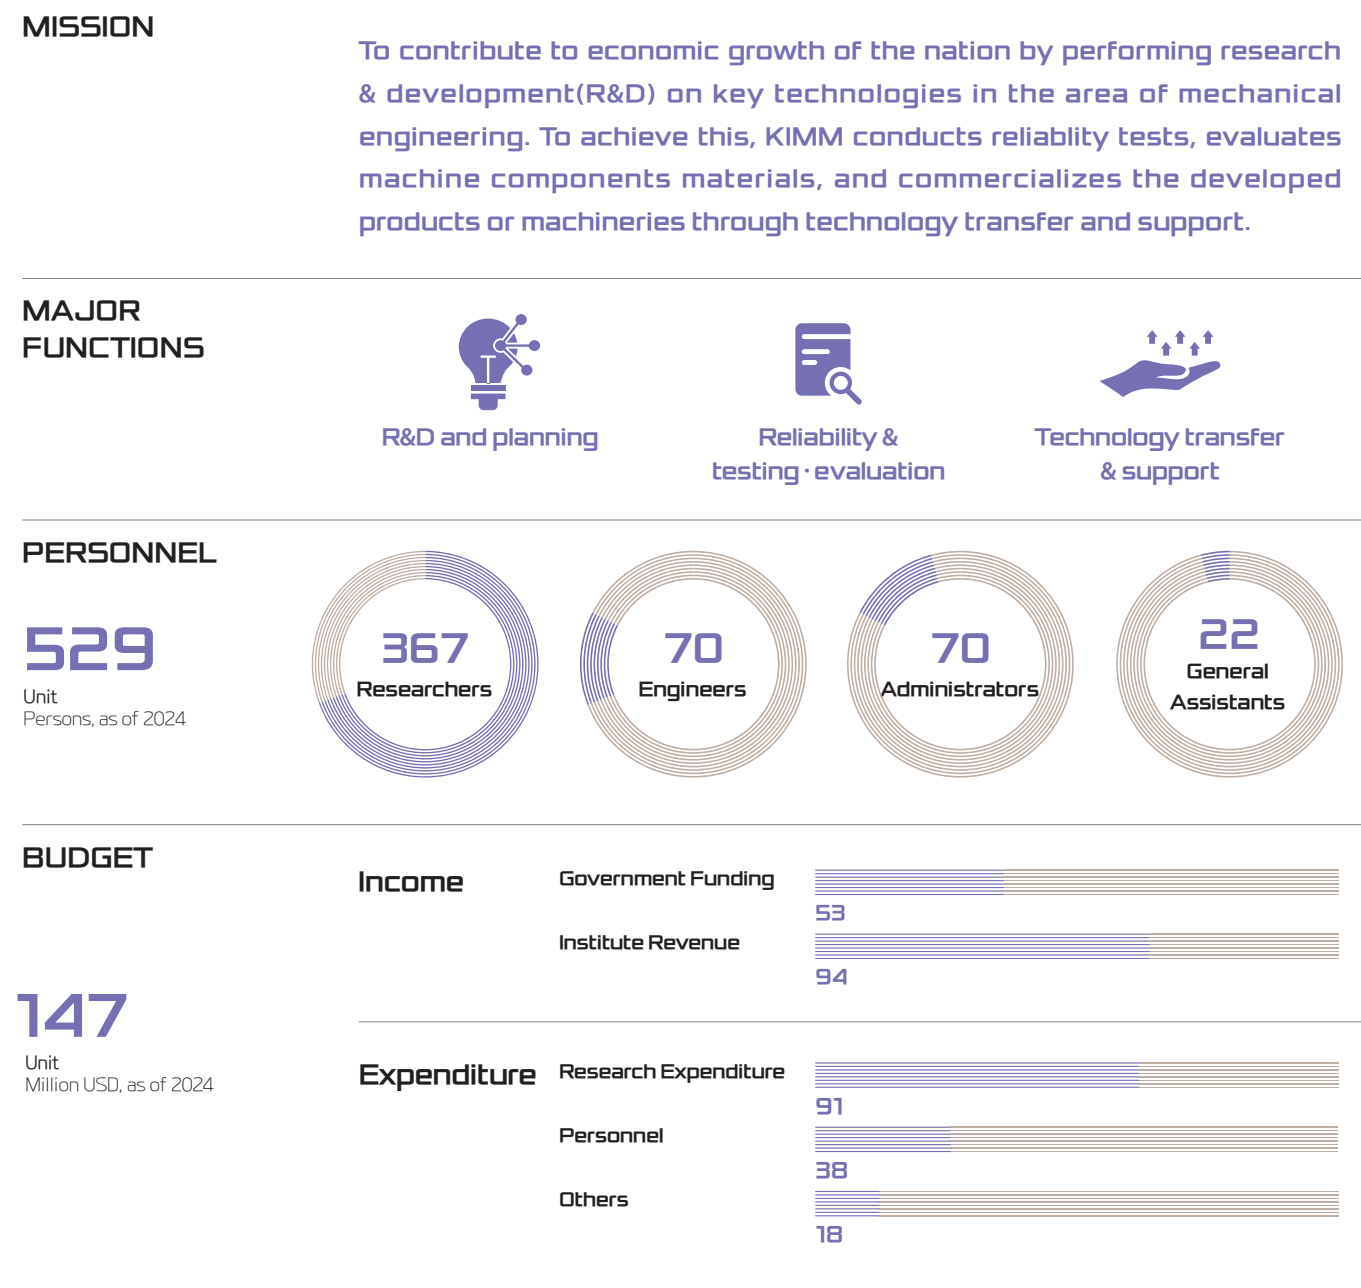 MISSION
To contribute to economic growth of the nation by performing research
& development(R&D) on key technologies in the area of mechanical
engineering. To achieve this, KIMM conducts reliablity tests, evaluates
machine components materials, and commercializes the developed
products or machineries through technology transfer and support.
MAJOR
FUNCTIONS
R&D and planning
Reliability &
testing · evaluation
Technology transfer
& support
PERSONNEL
529
Unit
Persons, as of 2024
367
Researchers
70
Engineers
70
Administrators
22
General
Assistants
BUDGET
147
Unit
Million USD, as of 2024
Income
Government Funding
53
Institute Revenue
94
Expenditure
Research Expenditure
91
Personnel
38
Others
18